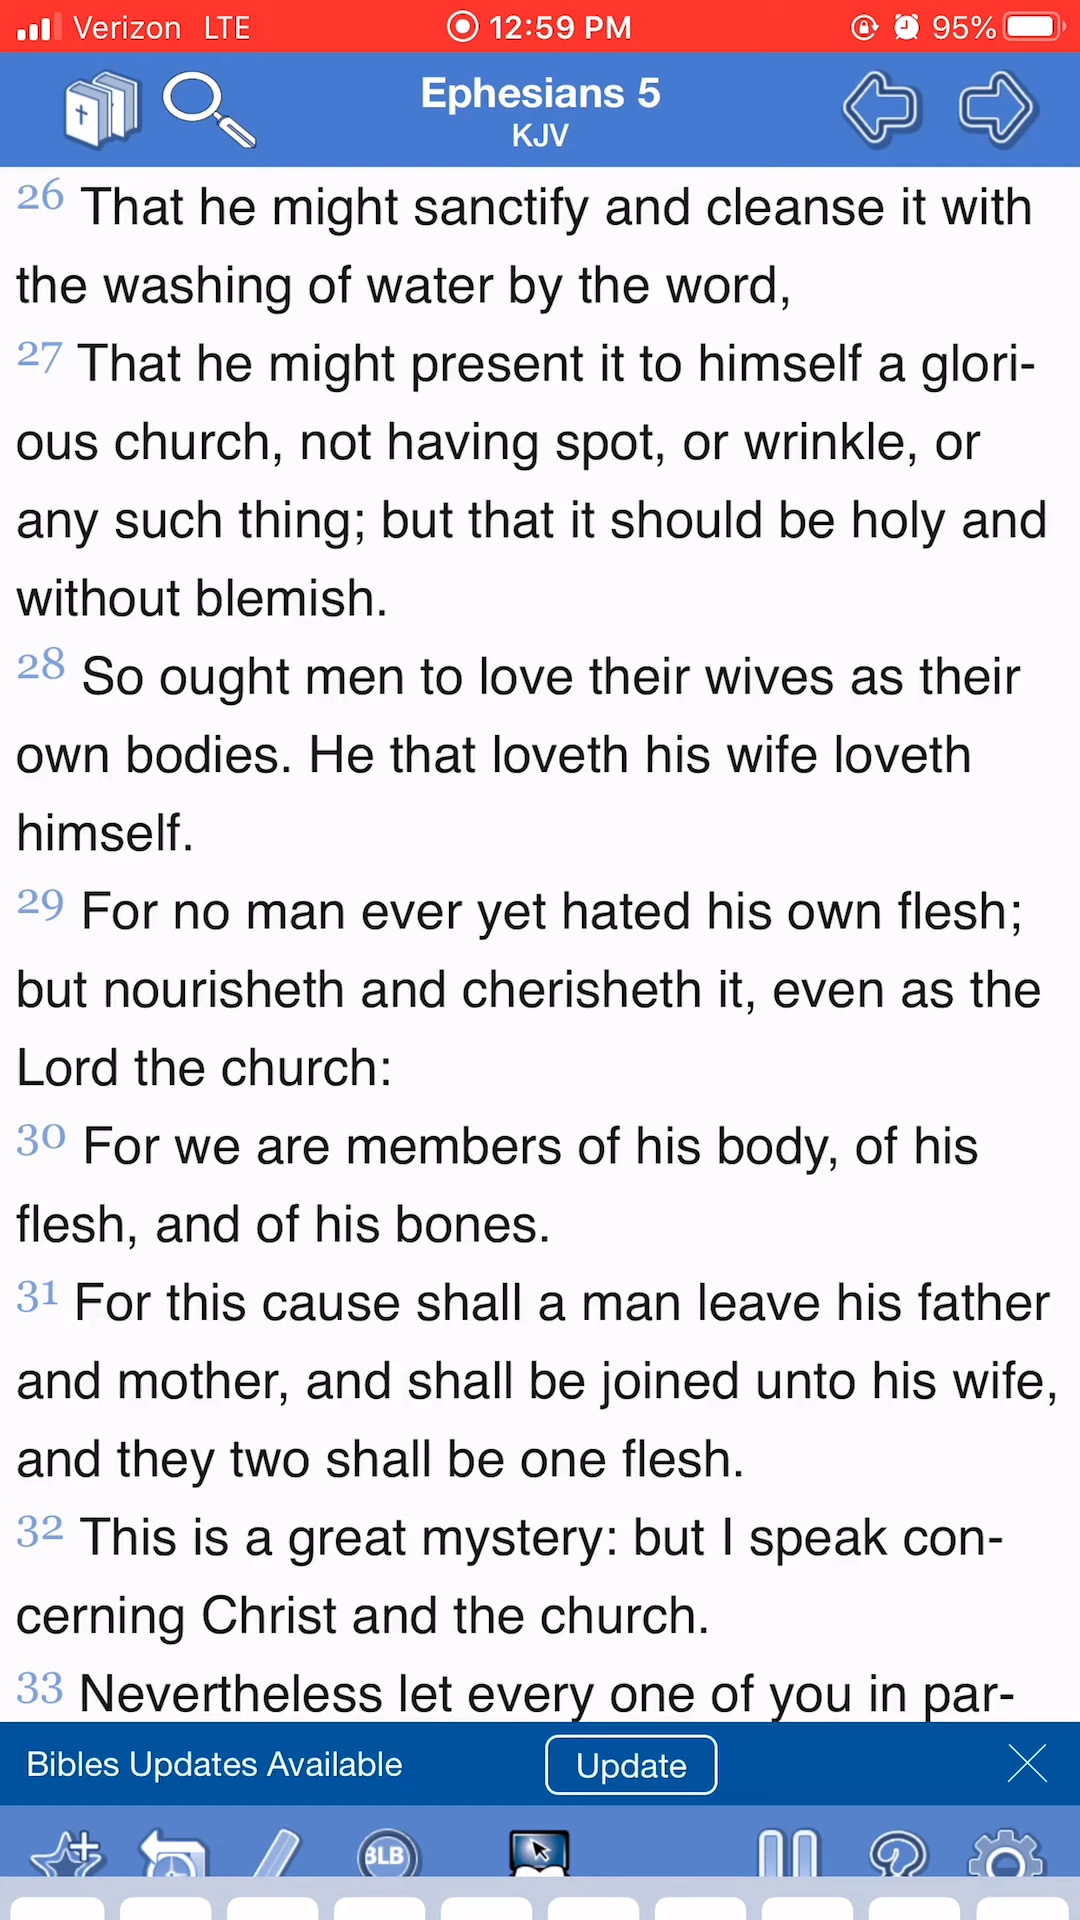 Verizon LTE 12:59 PM 95%
Ephesians 5
KJV
26 That he might sanctify and cleanse it with
the washing of water by the word,
27 That he might present it to himself a glori-
ous church, not having spot, or wrinkle, or
any such thing; but that it should be holy and
without blemish.
28 So ought men to love their wives as their
own bodies. He that loveth his wife loveth
himself.
29 For no man ever yet hated his own flesh;
but nourisheth and cherisheth it, even as the
Lord the church:
30 For we are members of his body, of his
flesh, and of his bones.
31 For this cause shall a man leave his father
and mother, and shall be joined unto his wife,
and they two shall be one flesh.
32 This is a great mystery: but I speak con-
cerning Christ and the church.
33 Nevertheless let every one of you in par-
Bibles Updates Available Update
BLB